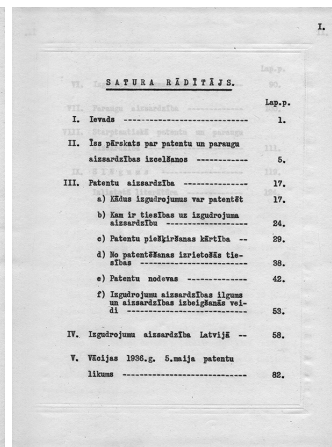 I.
SATURA RĀDĪTĀJS.
Lap.p.
I. Ievads ---------------------------- 1.
II. Īss pārskats par patentu un paraugu
aizsardzības izcelšanos ----------- 5.
III. Patentu aizsardzība --------------- 17.
a) Kādus izgudrojumus var patentēt 17.
b) Kam ir tiesības uz izgudrojuma
aizsardzību ------------------- 24.
c) Patentu piešķiršanas kārtība -- 29.
d) No patentēšanas izrietošās tie-
sības ------------------------- 38.
e) Patentu nodevas --------------- 42.
f) Izgudrojumu aizsardzības ilgums
un aizsardzības izbeigšanās vei-
di ---------------------------- 53.
IV. Izgudrojumu aizsardzība Latvijā -- 58.
V. Vācijas 1936.g. 5.maija patentu
likums ---------------------------- 82.